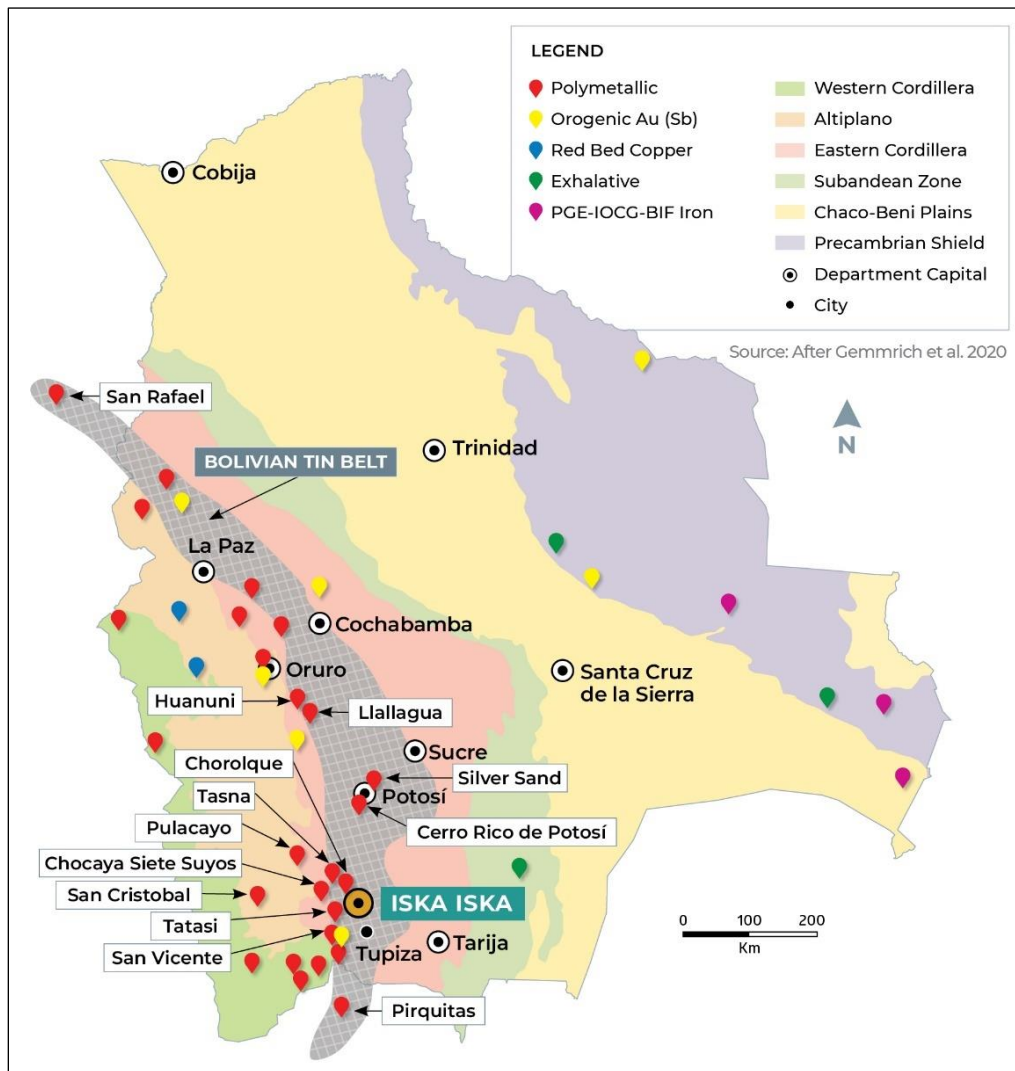 LEGEND
Polymetallic
Orogenic Au (Sb)
Red Bed Copper
Exhalative
PGE-IOCG-BIF Iron
Western Cordillera
Altiplano
Eastern Cordillera
Subandean Zone
Chaco-Beni Plains
Precambrian Shield
Department Capital
City
Source: After Gemmrich et al. 2020
Cobija
San Rafael
N
Trinidad
BOLIVIAN TIN BELT
La Paz
Cochabamba
Oruro
Santa Cruz
de la Sierra
Huanuni
Llallagua
Sucre
Chorolque
Silver Sand
Tasna
Potosí
Pulacayo
Cerro Rico de Potosí
Chocaya Siete Suyos
San Cristobal
ISKA ISKA
Tatasi
Tupiza
Tarija
San Vicente
0 100 200
Km
Pirquitas